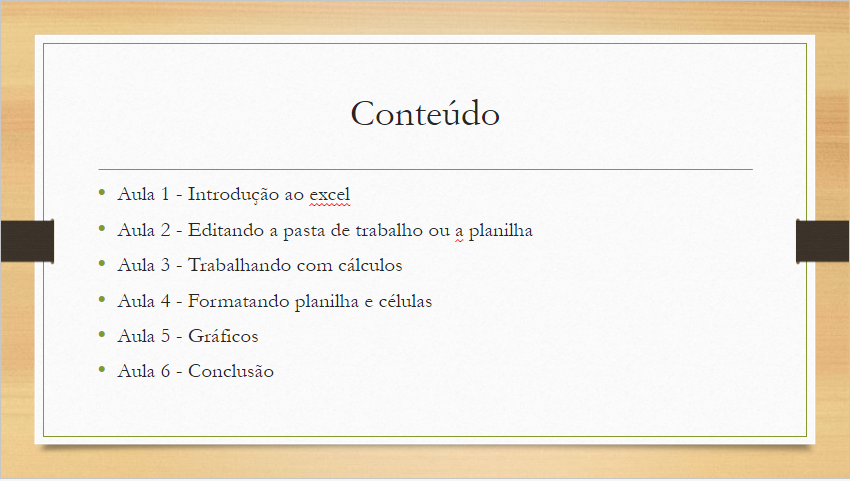 Conteúdo
• Aula 1 - Introdução ao excel
• Aula 2 - Editando a pasta de trabalho ou a planilha
• Aula 3 - Trabalhando com cálculos
• Aula 4 - Formatando planilha e células
• Aula 5 - Gráficos
• Aula 6 - Conclusão